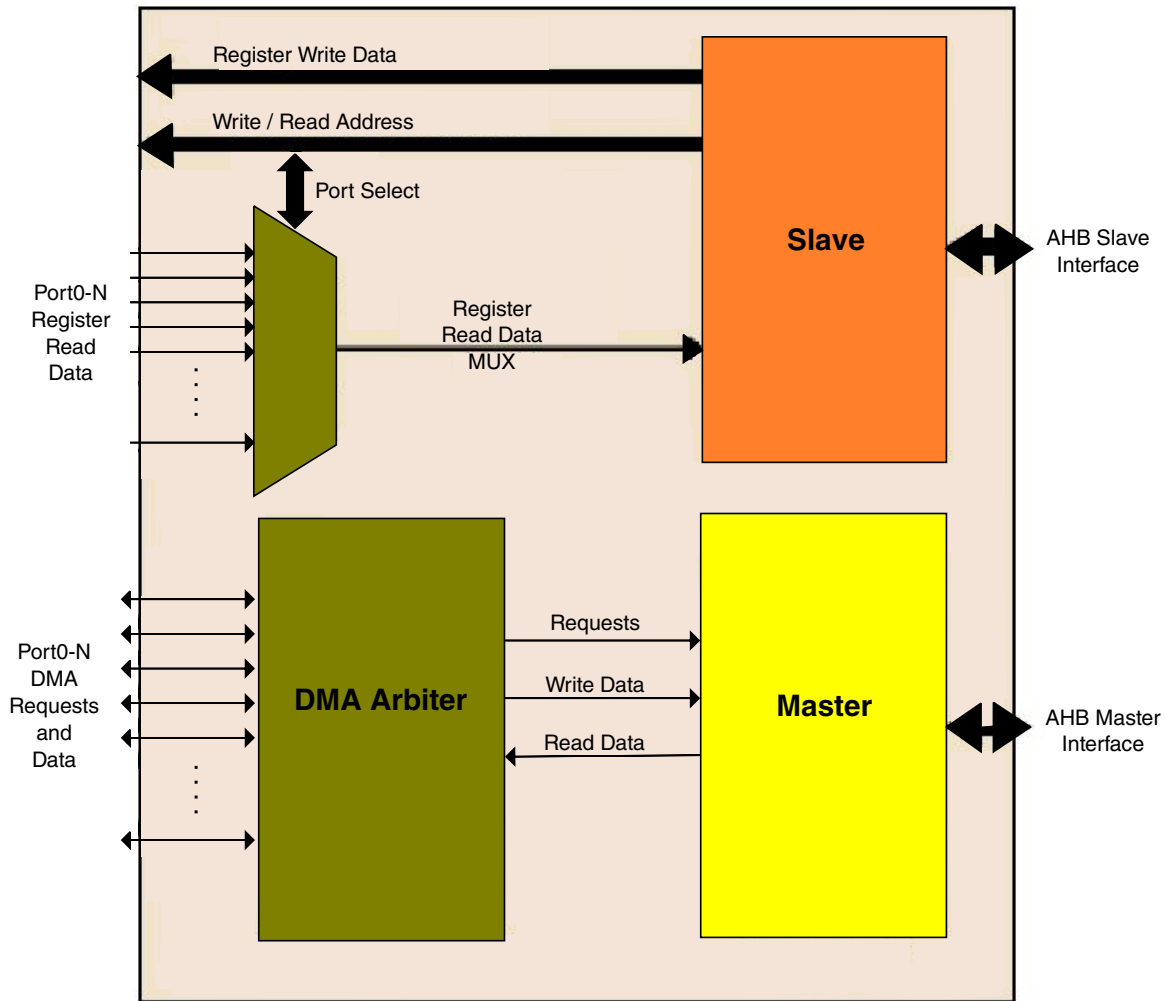 Register Write Data
Write / Read Address
Port Select
Slave
AHB Slave
Interface
Port0-N
Register
Read
Data
Register
Read Data
MUX
DMA Arbiter
Requests
Write Data
Read Data
Master
Port0-N
DMA
Requests
and
Data
AHB Master
Interface